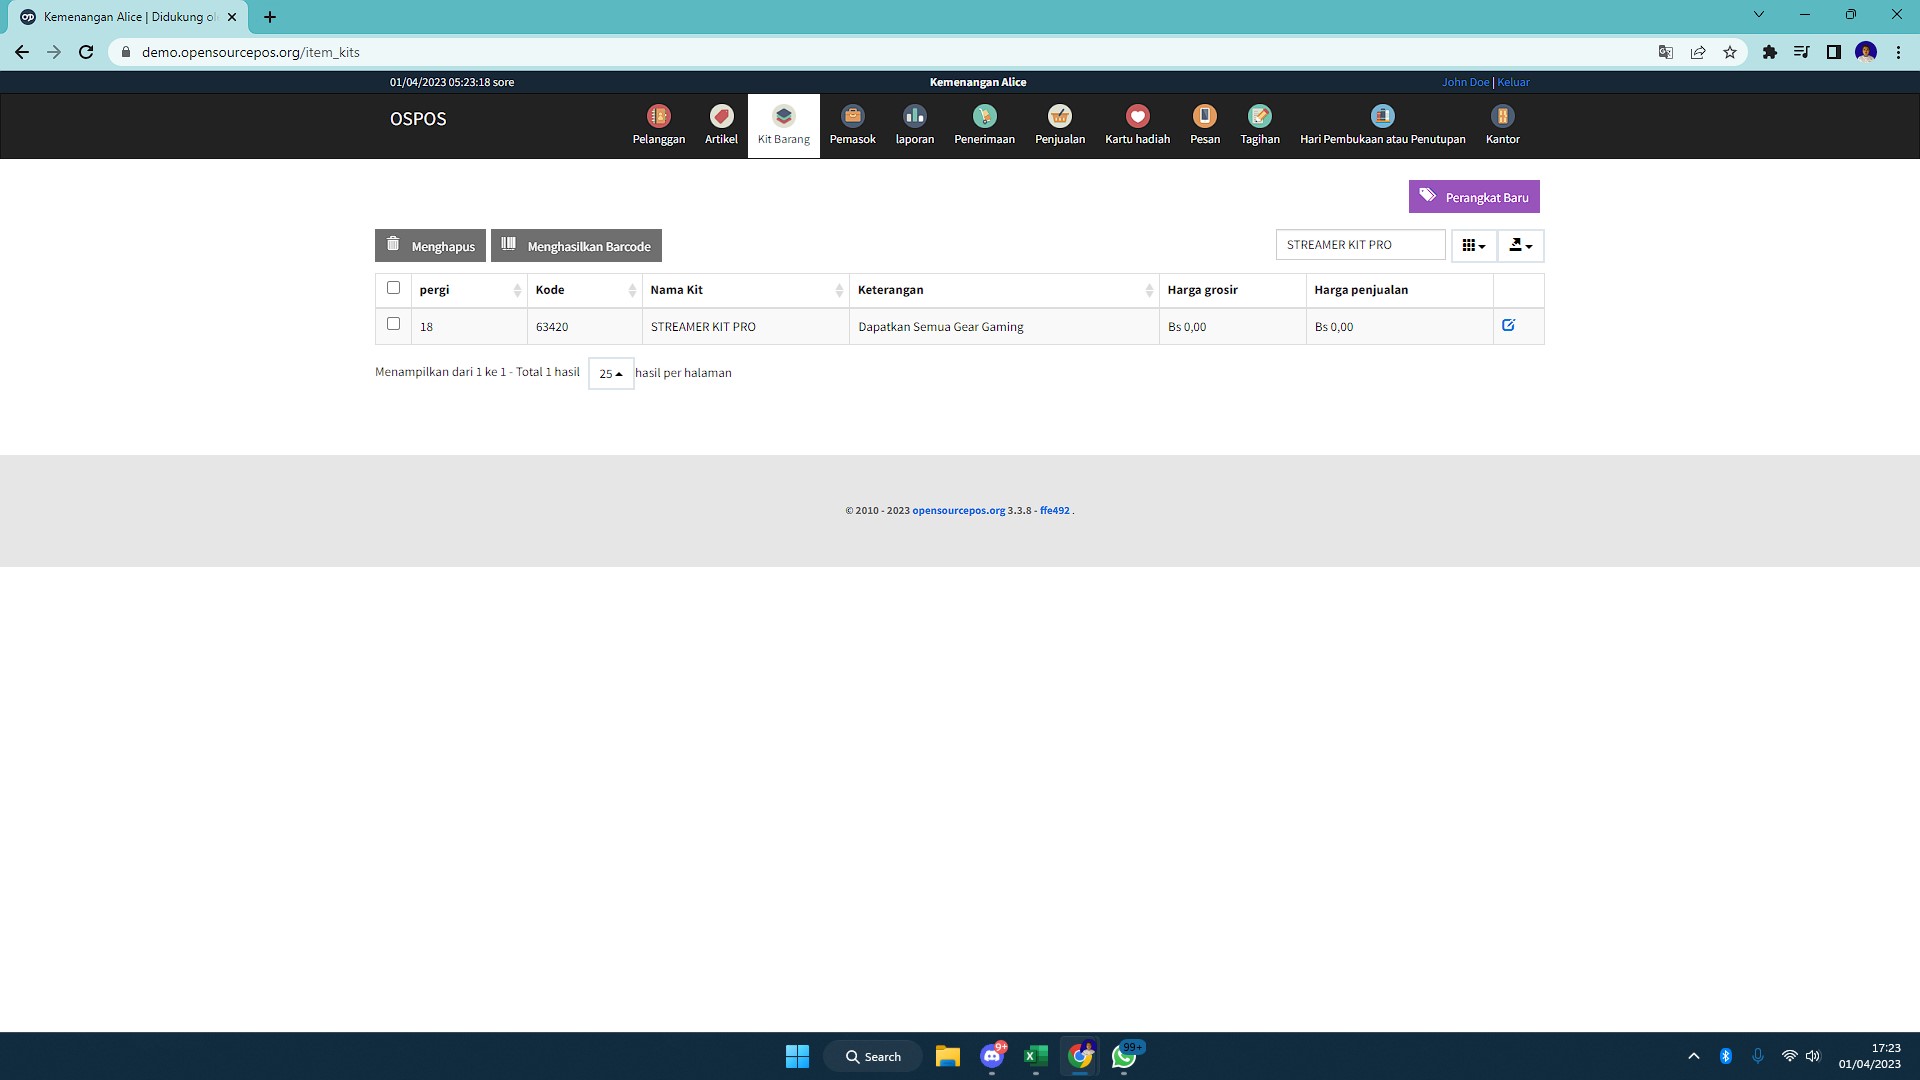 Kemenangan Alice | Didukung ol
demo.opensourcepos.org/item_kits
01/04/2023 05:23:18 sore
Kemenangan Alice
John Doe | Keluar
OSPOS
Pelanggan
Artikel
Kit Barang
Pemasok
laporan
Penerimaan
Penjualan
Kartu hadiah
Pesan
Tagihan
Hari Pembukaan atau Penutupan
Kantor
Perangkat Baru
Menghapus
Menghasilkan Barcode
STREAMER KIT PRO
pergi Kode Nama Kit Keterangan Harga grosir Harga penjualan
18 63420 STREAMER KIT PRO Dapatkan Semua Gear Gaming Bs 0,00 Bs 0,00
Menampilkan dari 1 ke 1 - Total 1 hasil 25 hasil per halaman
© 2010 - 2023 opensourcepos.org 3.3.8 - ffe492 .
Search
9+
99+
17:23
01/04/2023